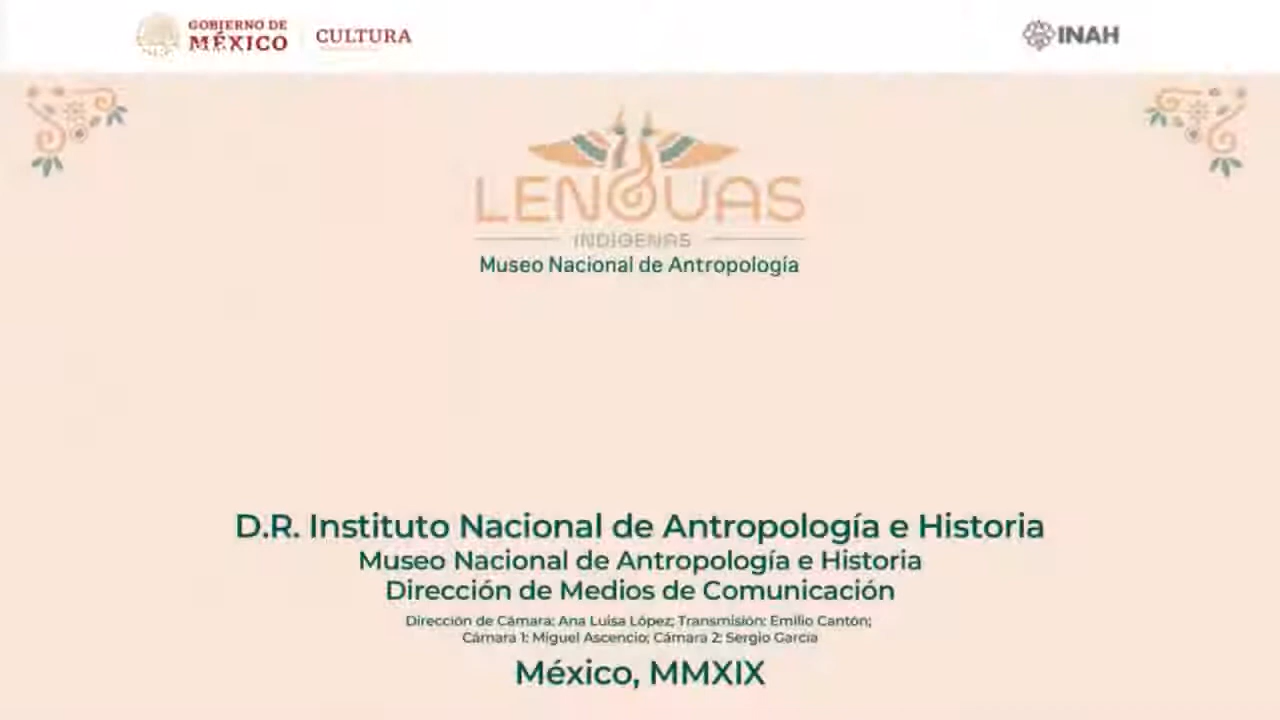 GOBIERNO DE
MÉXICO
CULTURA
INAH
LENGUAS
INDÍGENAS
Museo Nacional de Antropología
D.R. Instituto Nacional de Antropología e Historia
Museo Nacional de Antropología e Historia
Dirección de Medios de Comunicación
Dirección de Cámara: Ana Luisa López; Transmisión: Emilio Cantón;
Cámara 1: Miguel Ascencio; Cámara 2: Sergio García
México, MMXIX